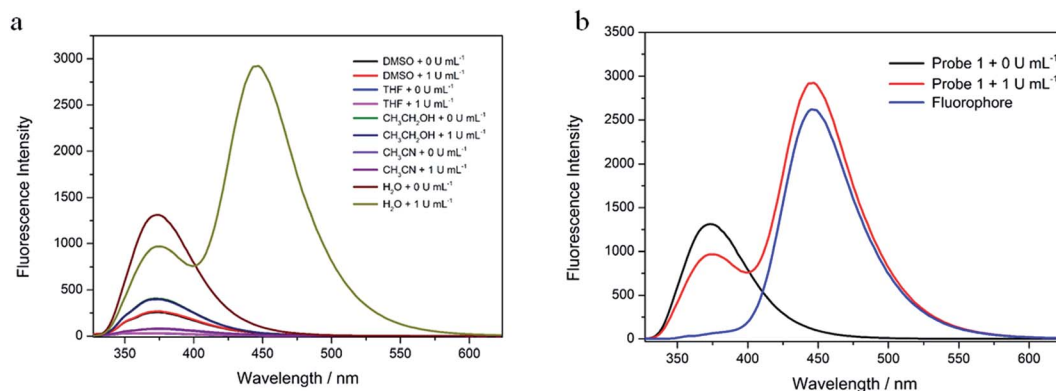 a
Fluorescence Intensity
3000
2500
2000
1500
1000
500
250
0
350
400
450
500
550
600
Wavelength / nm
DMSO + 0 U mL⁻¹
DMSO + 1 U mL⁻¹
THF + 0 U mL⁻¹
THF + 1 U mL⁻¹
CH₃CH₂OH + 0 U mL⁻¹
CH₃CH₂OH + 1 U mL⁻¹
CH₃CN + 0 U mL⁻¹
CH₃CN + 1 U mL⁻¹
H₂O + 0 U mL⁻¹
H₂O + 1 U mL⁻¹
b
Fluorescence Intensity
3500
3000
2500
2000
1500
1000
500
0
350
400
450
500
550
600
Wavelength / nm
Probe 1 + 0 U mL⁻¹
Probe 1 + 1 U mL⁻¹
Fluorophore